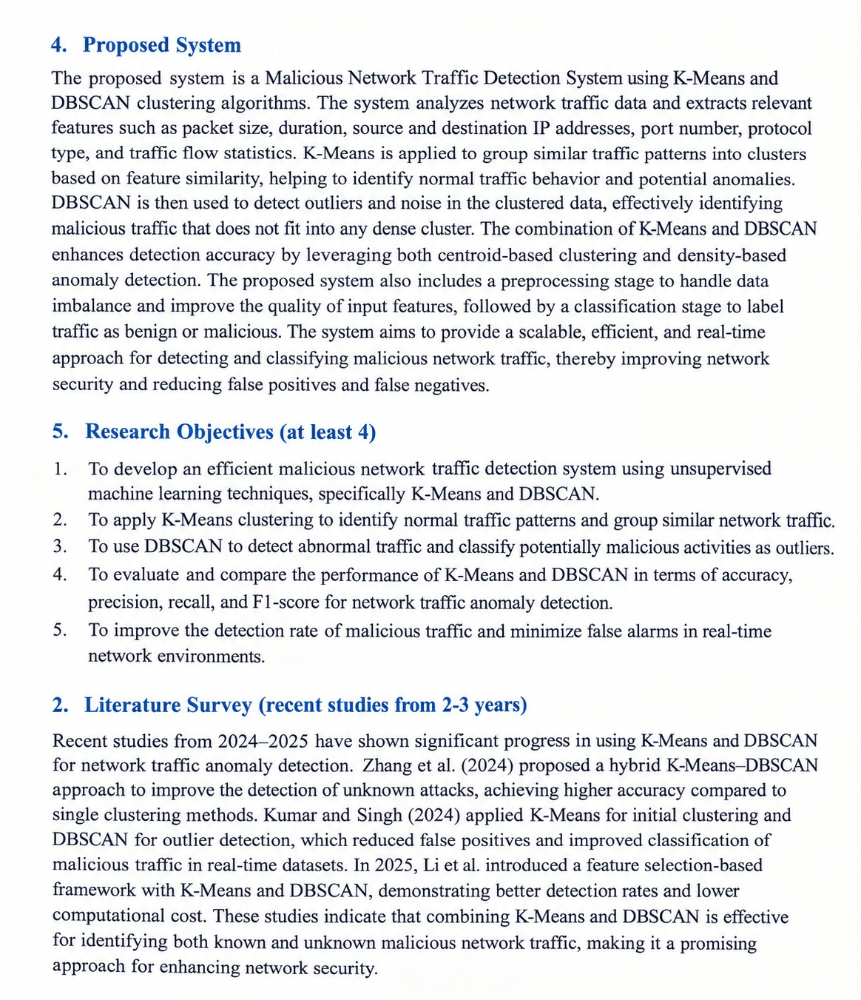 4. Proposed System
The proposed system is a Malicious Network Traffic Detection System using K-Means and
DBSCAN clustering algorithms. The system analyzes network traffic data and extracts relevant
features such as packet size, duration, source and destination IP addresses, port number, protocol
type, and traffic flow statistics. K-Means is applied to group similar traffic patterns into clusters
based on feature similarity, helping to identify normal traffic behavior and potential anomalies.
DBSCAN is then used to detect outliers and noise in the clustered data, effectively identifying
malicious traffic that does not fit into any dense cluster. The combination of K-Means and DBSCAN
enhances detection accuracy by leveraging both centroid-based clustering and density-based
anomaly detection. The proposed system also includes a preprocessing stage to handle data
imbalance and improve the quality of input features, followed by a classification stage to label
traffic as benign or malicious. The system aims to provide a scalable, efficient, and real-time
approach for detecting and classifying malicious network traffic, thereby improving network
security and reducing false positives and false negatives.
5. Research Objectives (at least 4)
1. To develop an efficient malicious network traffic detection system using unsupervised
machine learning techniques, specifically K-Means and DBSCAN.
2. To apply K-Means clustering to identify normal traffic patterns and group similar network traffic.
3. To use DBSCAN to detect abnormal traffic and classify potentially malicious activities as outliers.
4. To evaluate and compare the performance of K-Means and DBSCAN in terms of accuracy,
precision, recall, and F1-score for network traffic anomaly detection.
5. To improve the detection rate of malicious traffic and minimize false alarms in real-time
network environments.
2. Literature Survey (recent studies from 2-3 years)
Recent studies from 2024–2025 have shown significant progress in using K-Means and DBSCAN
for network traffic anomaly detection. Zhang et al. (2024) proposed a hybrid K-Means–DBSCAN
approach to improve the detection of unknown attacks, achieving higher accuracy compared to
single clustering methods. Kumar and Singh (2024) applied K-Means for initial clustering and
DBSCAN for outlier detection, which reduced false positives and improved classification of
malicious traffic in real-time datasets. In 2025, Li et al. introduced a feature selection-based
framework with K-Means and DBSCAN, demonstrating better detection rates and lower
computational cost. These studies indicate that combining K-Means and DBSCAN is effective
for identifying both known and unknown malicious network traffic, making it a promising
approach for enhancing network security.